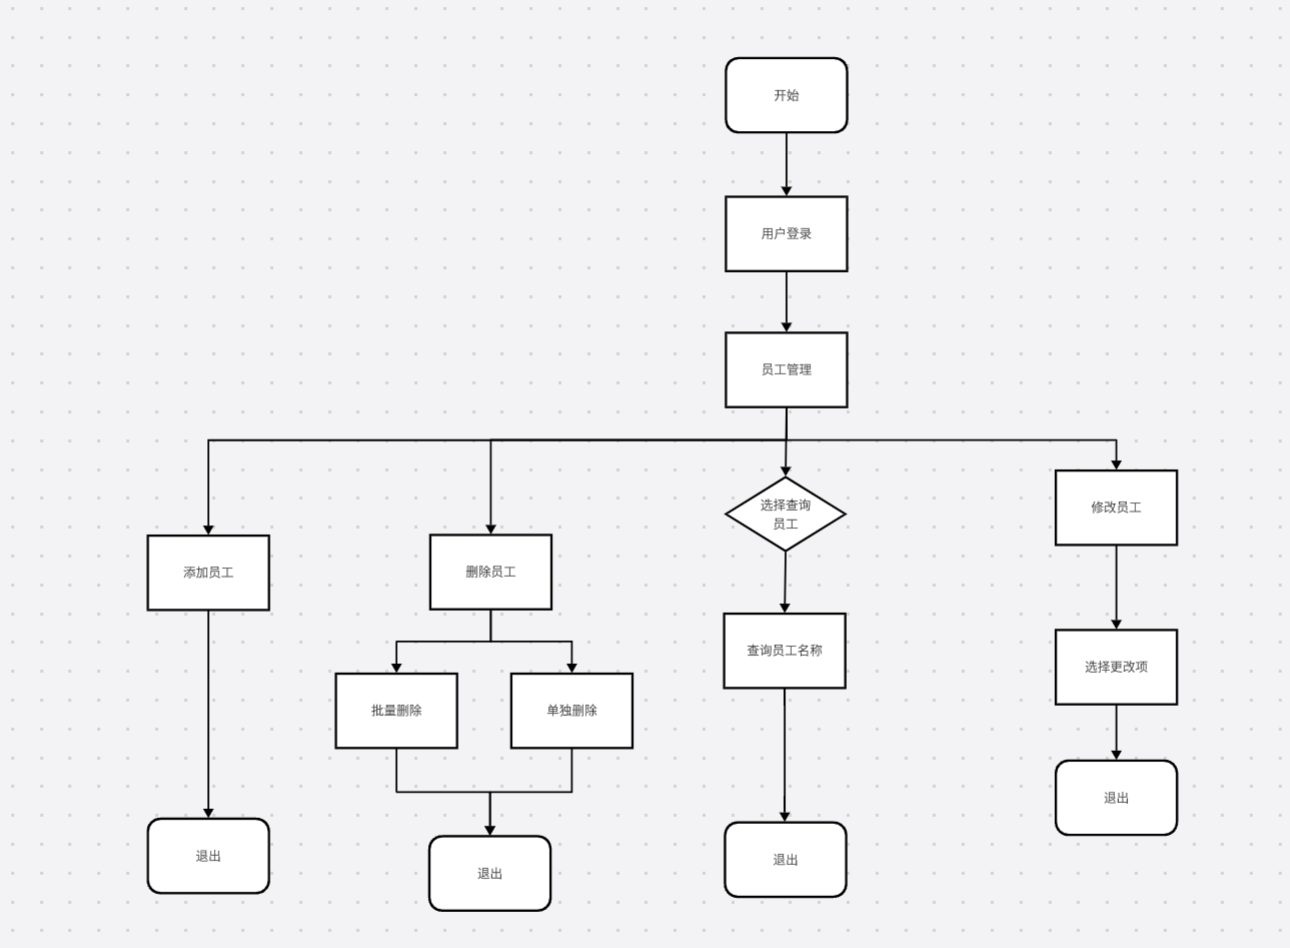 开始
用户登录
员工管理
选择查询
员工
修改员工
添加员工
删除员工
查询员工名称
选择更改项
批量删除
单独删除
退出
退出
退出
退出